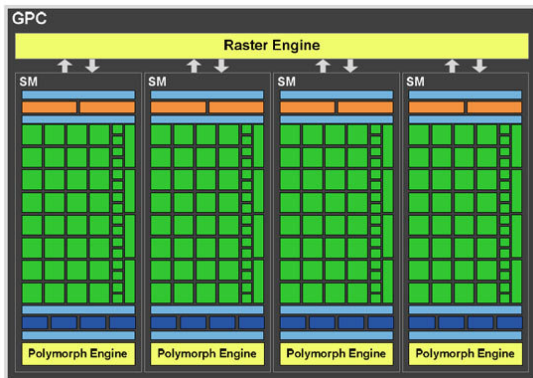 GPC
Raster Engine
SM SM SM SM
Polymorph Engine Polymorph Engine Polymorph Engine Polymorph Engine